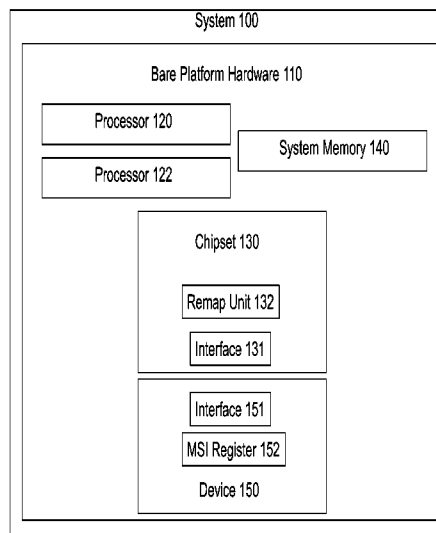 System 100
Bare Platform Hardware 110
Processor 120
System Memory 140
Processor 122
Chipset 130
Remap Unit 132
Interface 131
Interface 151
MSI Register 152
Device 150